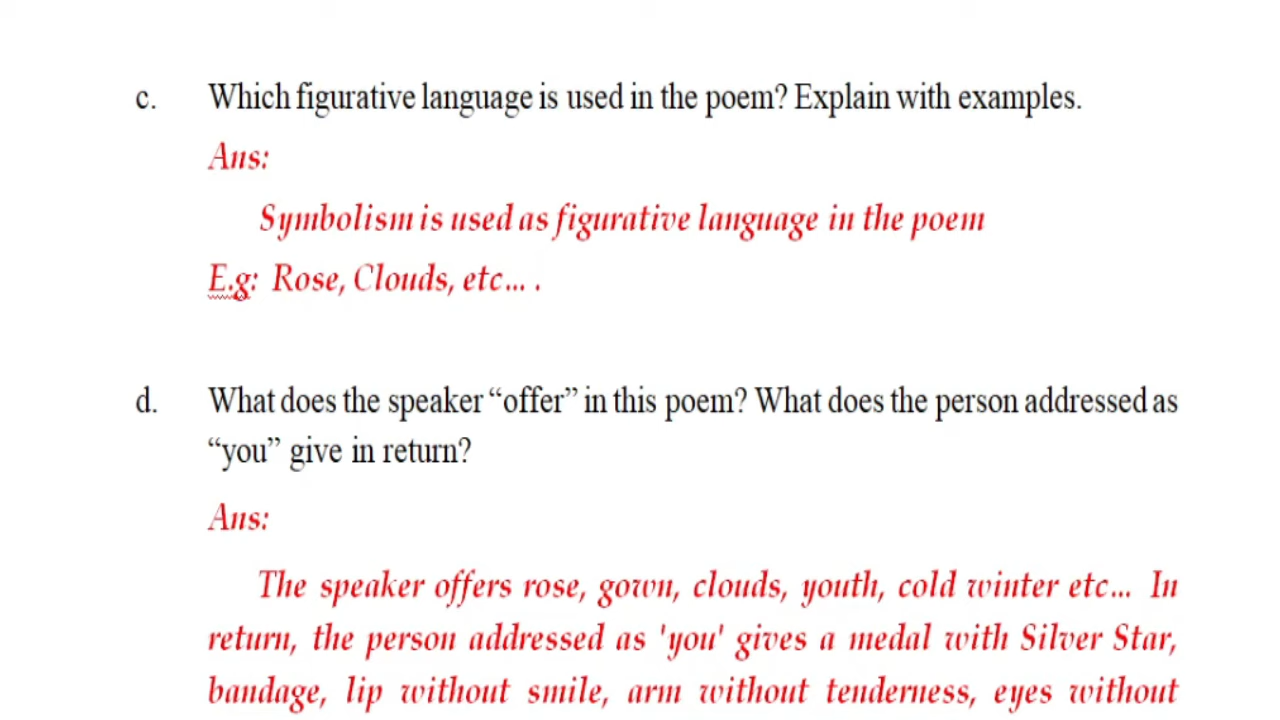 c. Which figurative language is used in the poem? Explain with examples.
Ans:
Symbolism is used as figurative language in the poem
E.g: Rose, Clouds, etc... .
d. What does the speaker “offer” in this poem? What does the person addressed as
“you” give in return?
Ans:
The speaker offers rose, gown, clouds, youth, cold winter etc... In
return, the person addressed as 'you' gives a medal with Silver Star,
bandage, lip without smile, arm without tenderness, eyes without